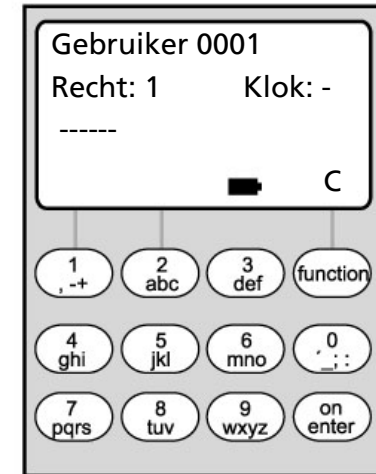 Gebruiker 0001
Recht: 1 Klok: -
------
C
1 2 3 function
, -+ abc def
4 5 6 0
ghi jkl mno ´_; :
7 8 9 on
pqrs tuv wxyz enter